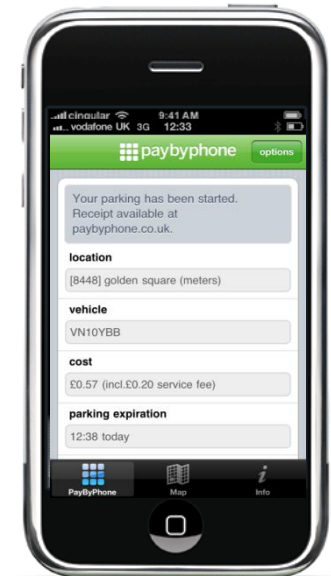 cingular 9:41 AM
vodafone UK 3G 12:33
paybyphone options
Your parking has been started.
Receipt available at
paybyphone.co.uk.
location
[8448] golden square (meters)
vehicle
VN10YBB
cost
£0.57 (incl.£0.20 service fee)
parking expiration
12:38 today
PayByPhone Map Info